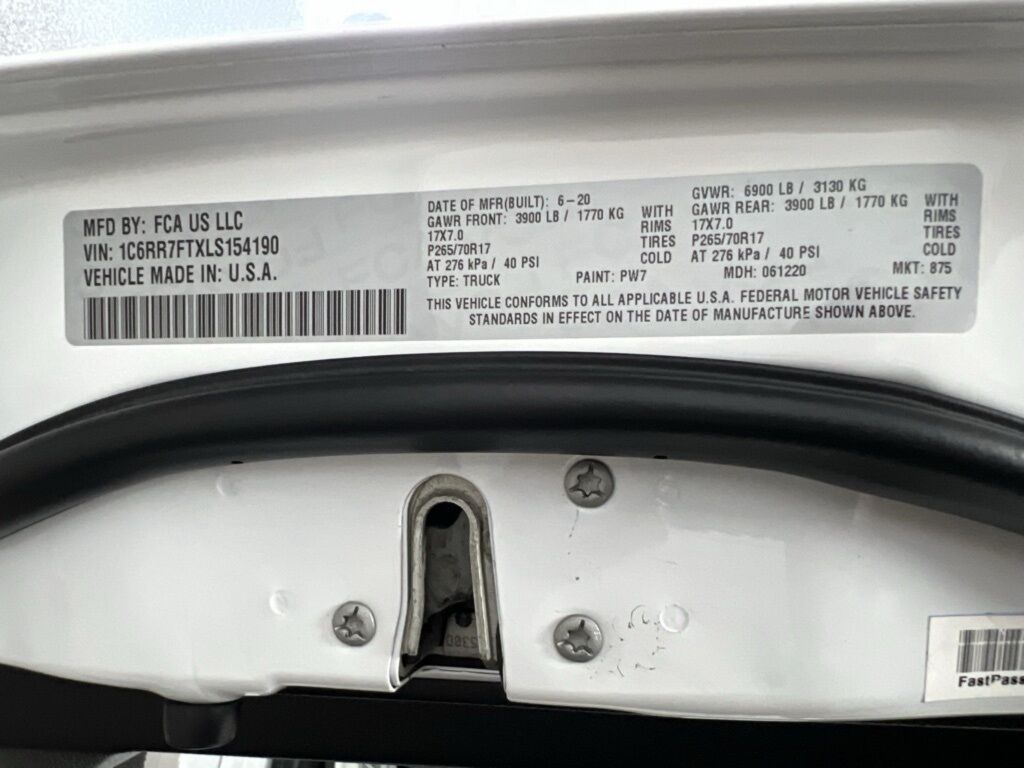 MFD BY: FCA US LLC
VIN: 1C6RR7FTXLS154190
VEHICLE MADE IN: U.S.A.
DATE OF MFR(BUILT): 6-20
GAWR FRONT: 3900 LB / 1770 KG WITH
17X7.0 RIMS
P265/70R17 TIRES
AT 276 kPa / 40 PSI COLD
TYPE: TRUCK PAINT: PW7
GVWR: 6900 LB / 3130 KG
GAWR REAR: 3900 LB / 1770 KG WITH
17X7.0 RIMS
P265/70R17 TIRES
AT 276 kPa / 40 PSI COLD
MDH: 061220 MKT: 875
THIS VEHICLE CONFORMS TO ALL APPLICABLE U.S.A. FEDERAL MOTOR VEHICLE SAFETY
STANDARDS IN EFFECT ON THE DATE OF MANUFACTURE SHOWN ABOVE.
FastPass